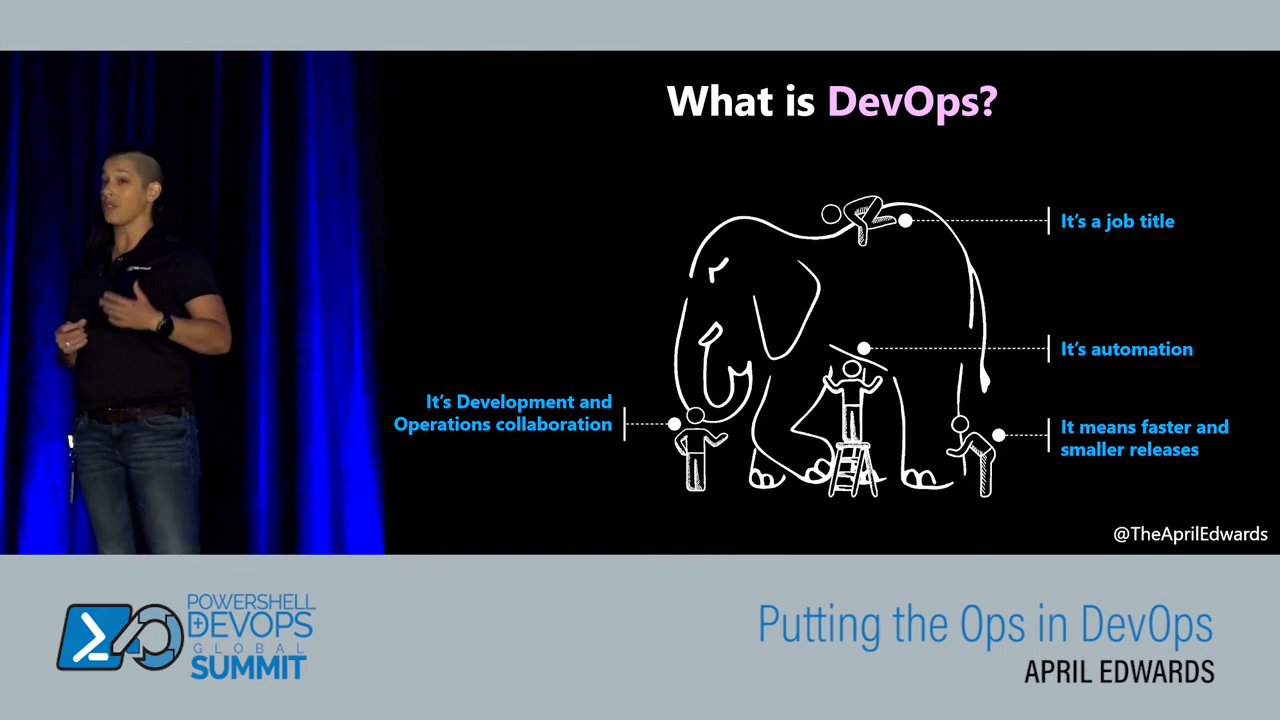 What is DevOps?
It's a job title
It's automation
It's Development and
Operations collaboration
It means faster and
smaller releases
@TheAprilEdwards
POWERSHELL
+DEVOPS
GLOBAL
SUMMIT
Putting the Ops in DevOps
APRIL EDWARDS